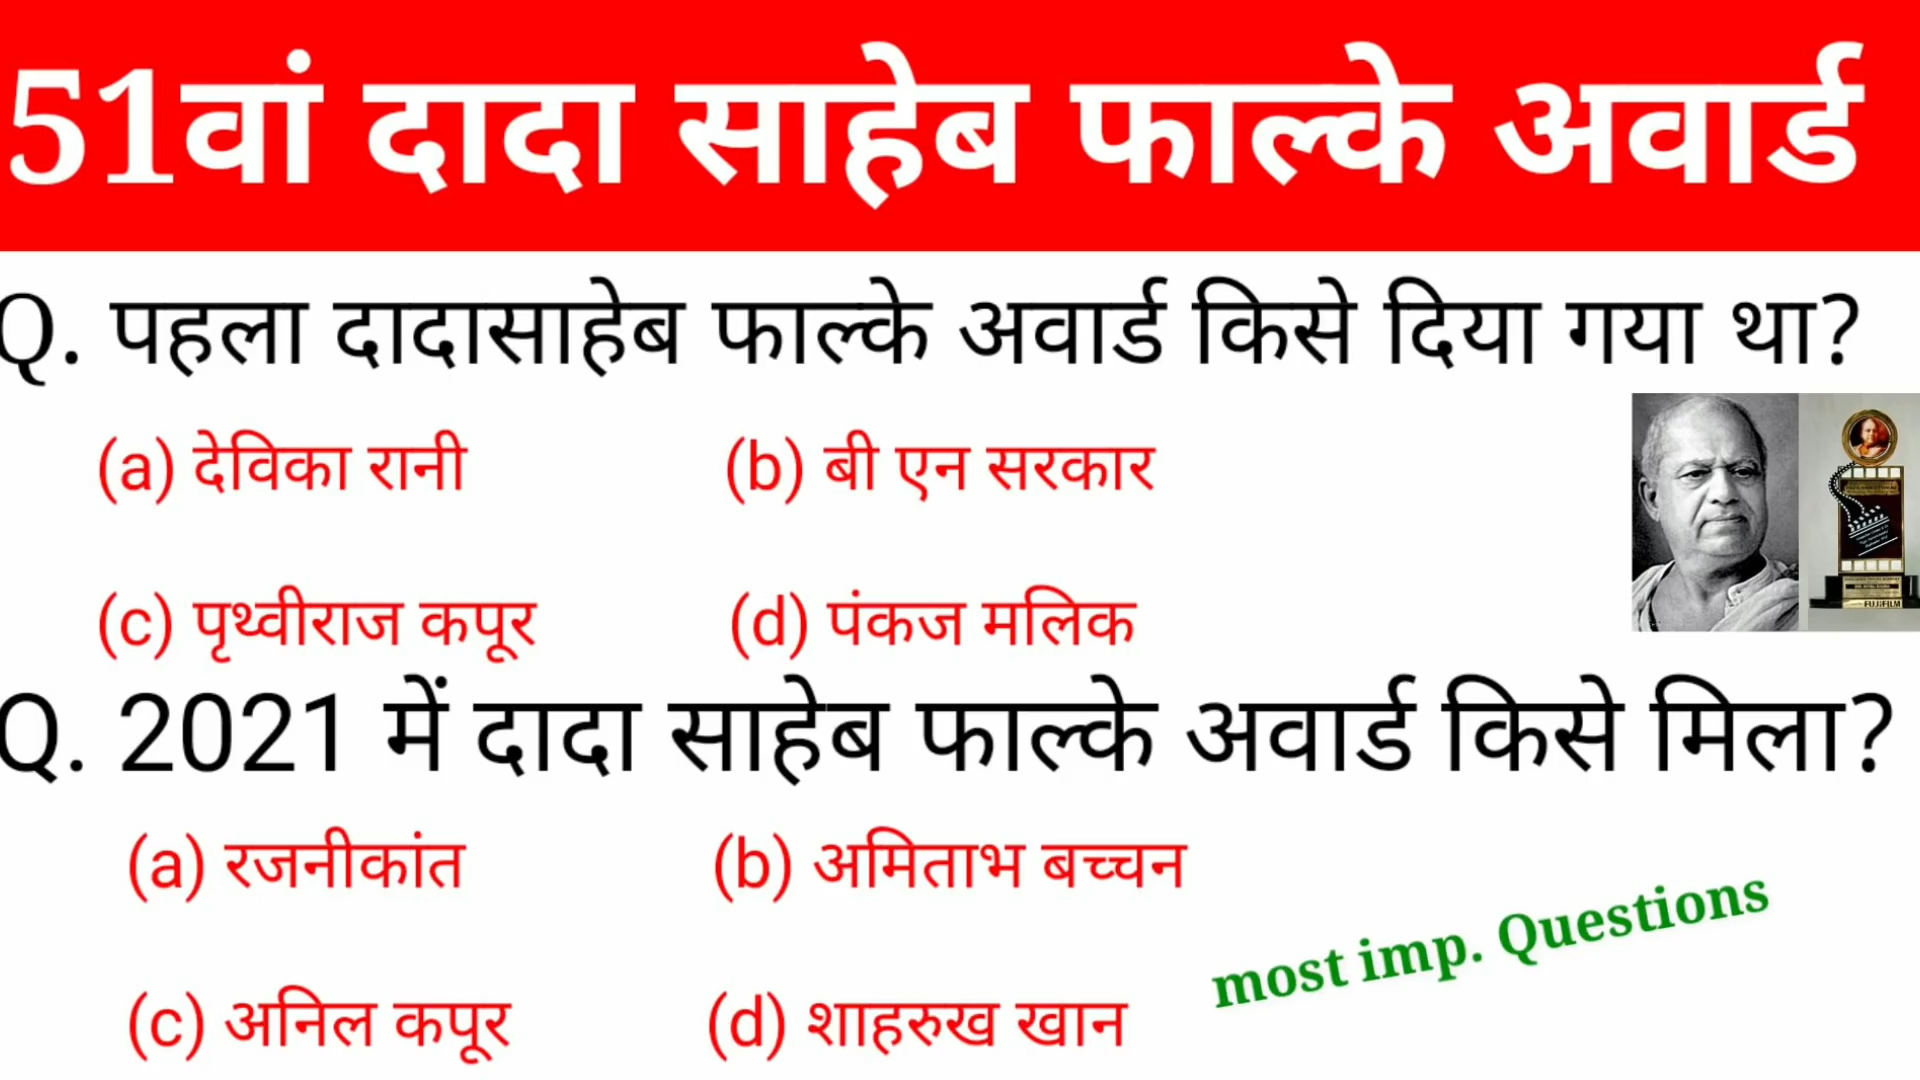 51वां दादा साहेब फाल्के अवार्ड
Q. पहला दादासाहेब फाल्के अवार्ड किसे दिया गया था?
(a) देविका रानी (b) बी एन सरकार
(c) पृथ्वीराज कपूर (d) पंकज मलिक
FUJIFILM
Q. 2021 में दादा साहेब फाल्के अवार्ड किसे मिला?
(a) रजनीकांत (b) अमिताभ बच्चन
most imp. Questions
(c) अनिल कपूर (d) शाहरुख खान